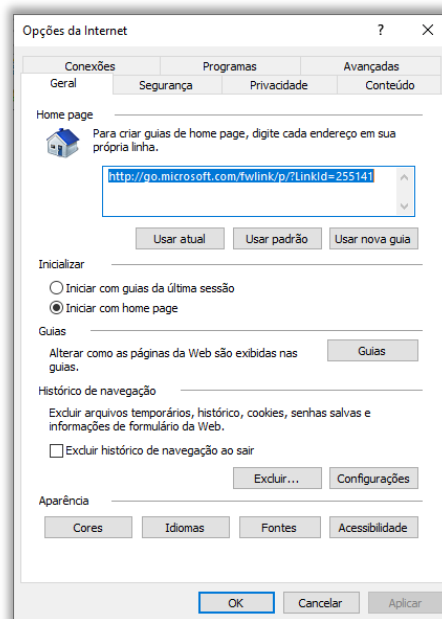 Opções da Internet
Conexões Programas Avançadas
Geral Segurança Privacidade Conteúdo
Home page
Para criar guias de home page, digite cada endereço em sua
própria linha.
http://go.microsoft.com/fwlink/p/?LinkId=255141
Usar atual Usar padrão Usar nova guia
Inicializar
Iniciar com guias da última sessão
Iniciar com home page
Guias
Alterar como as páginas da Web são exibidas nas
guias.
Guias
Histórico de navegação
Excluir arquivos temporários, histórico, cookies, senhas salvas e
informações de formulário da Web.
Excluir histórico de navegação ao sair
Excluir... Configurações
Aparência
Cores Idiomas Fontes Acessibilidade
OK Cancelar Aplicar